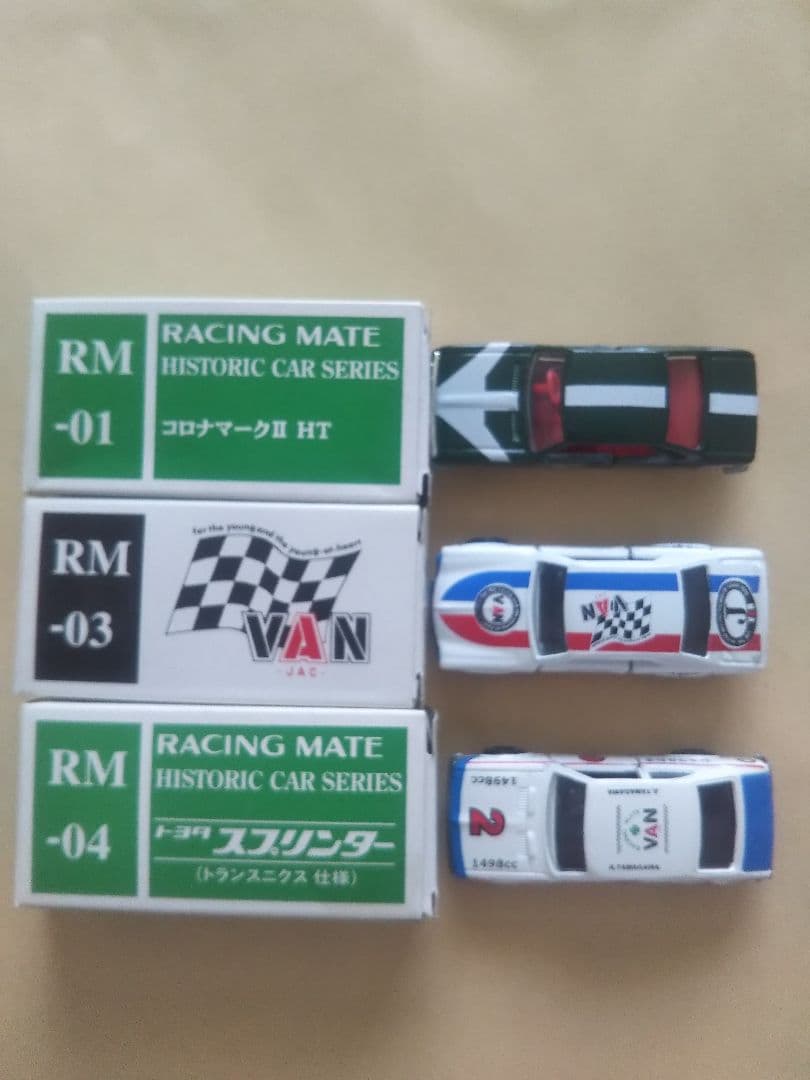 RM
-01
RACING MATE
HISTORIC CAR SERIES
コロナマークII HT
RM
-03
for the young and the young-at-heart
VAN
-JAC-
VAN
VAN
RM
-04
RACING MATE
HISTORIC CAR SERIES
トヨタ スプリンター
(トランスニクス 仕様)
1498cc
2
1498cc
VAN